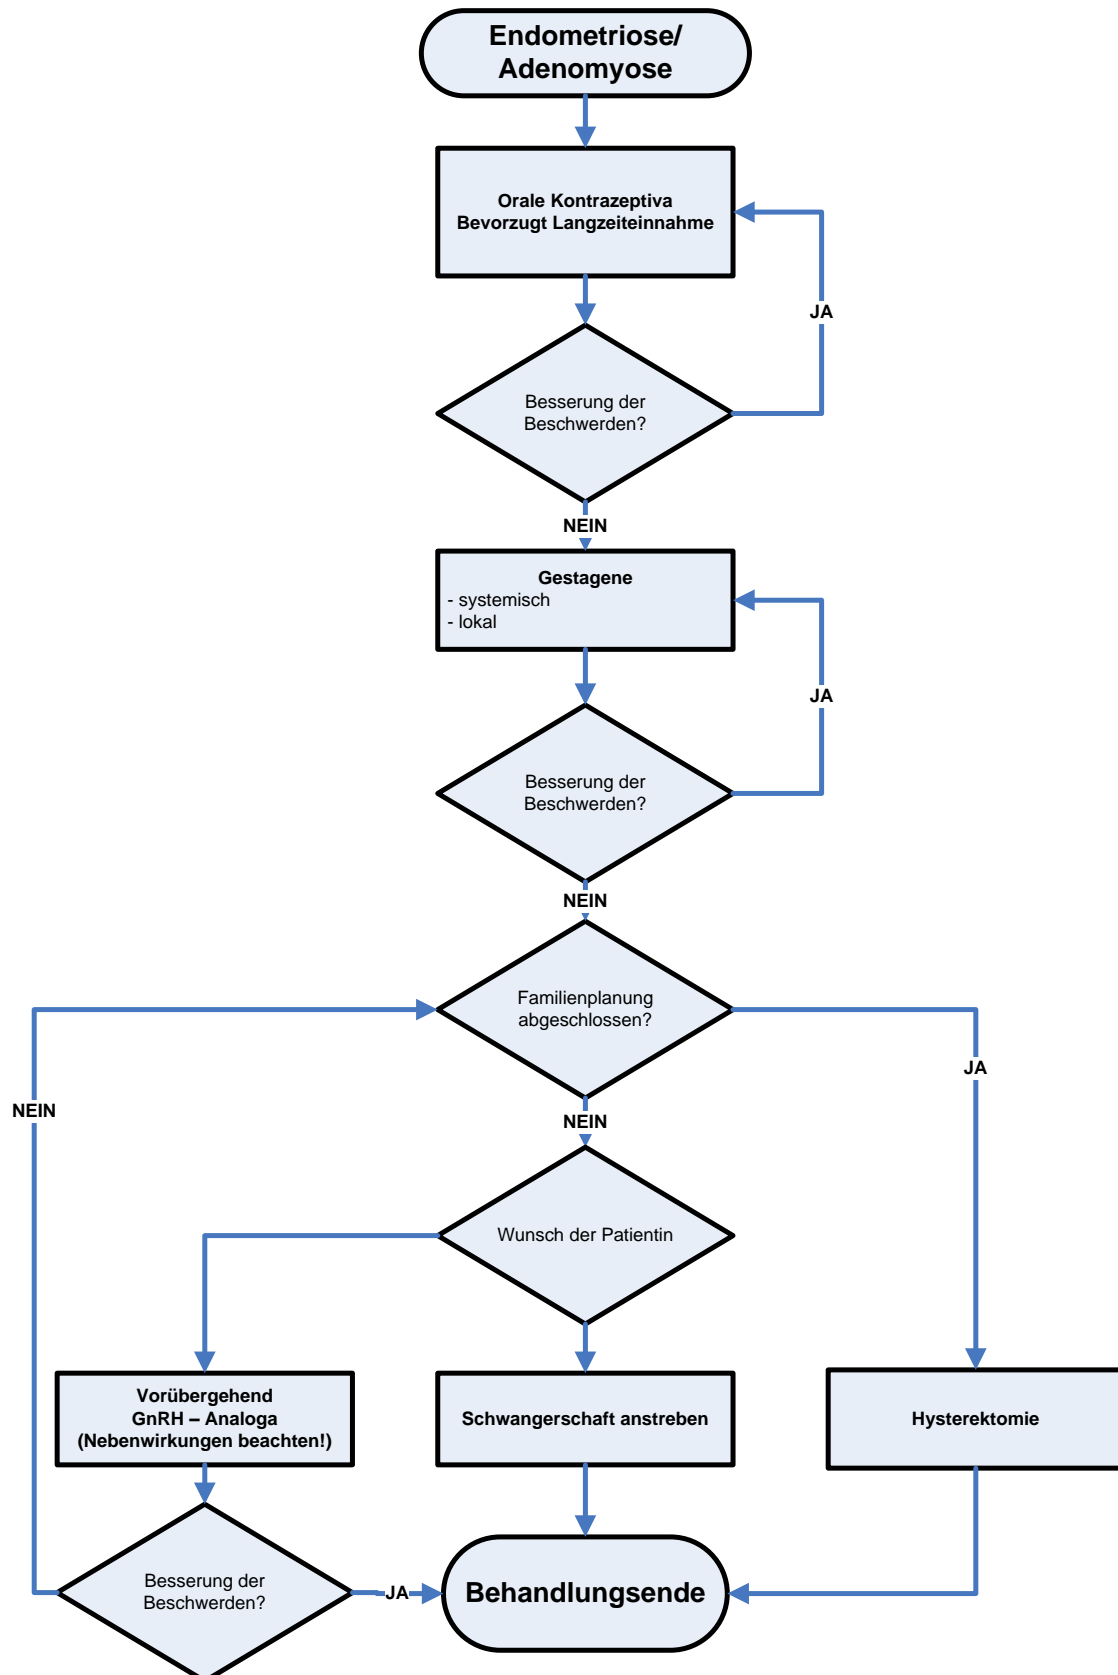 Endometriose/
Adenomyose
Orale Kontrazeptiva
Bevorzugt Langzeiteinnahme
JA
Besserung der
Beschwerden?
NEIN
Gestagene
- systemisch
- lokal
JA
Besserung der
Beschwerden?
NEIN
Familienplanung
abgeschlossen?
JA
NEIN
NEIN
Wunsch der Patientin
Vorübergehend
GnRH – Analoga
(Nebenwirkungen beachten!)
Schwangerschaft anstreben
Hysterektomie
Besserung der
Beschwerden?
JA
Behandlungsende